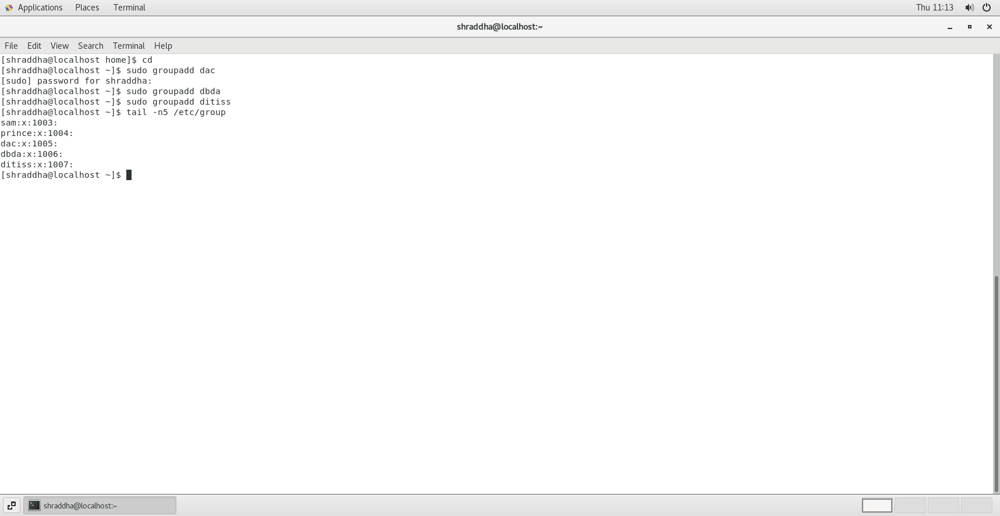 Applications Places Terminal Thu 11:13
shraddha@localhost:~
File Edit View Search Terminal Help
[shraddha@localhost home]$ cd
[shraddha@localhost ~]$ sudo groupadd dac
[sudo] password for shraddha:
[shraddha@localhost ~]$ sudo groupadd dbda
[shraddha@localhost ~]$ sudo groupadd ditiss
[shraddha@localhost ~]$ tail -n5 /etc/group
sam:x:1003:
prince:x:1004:
dac:x:1005:
dbda:x:1006:
ditiss:x:1007:
[shraddha@localhost ~]$
shraddha@localhost:~